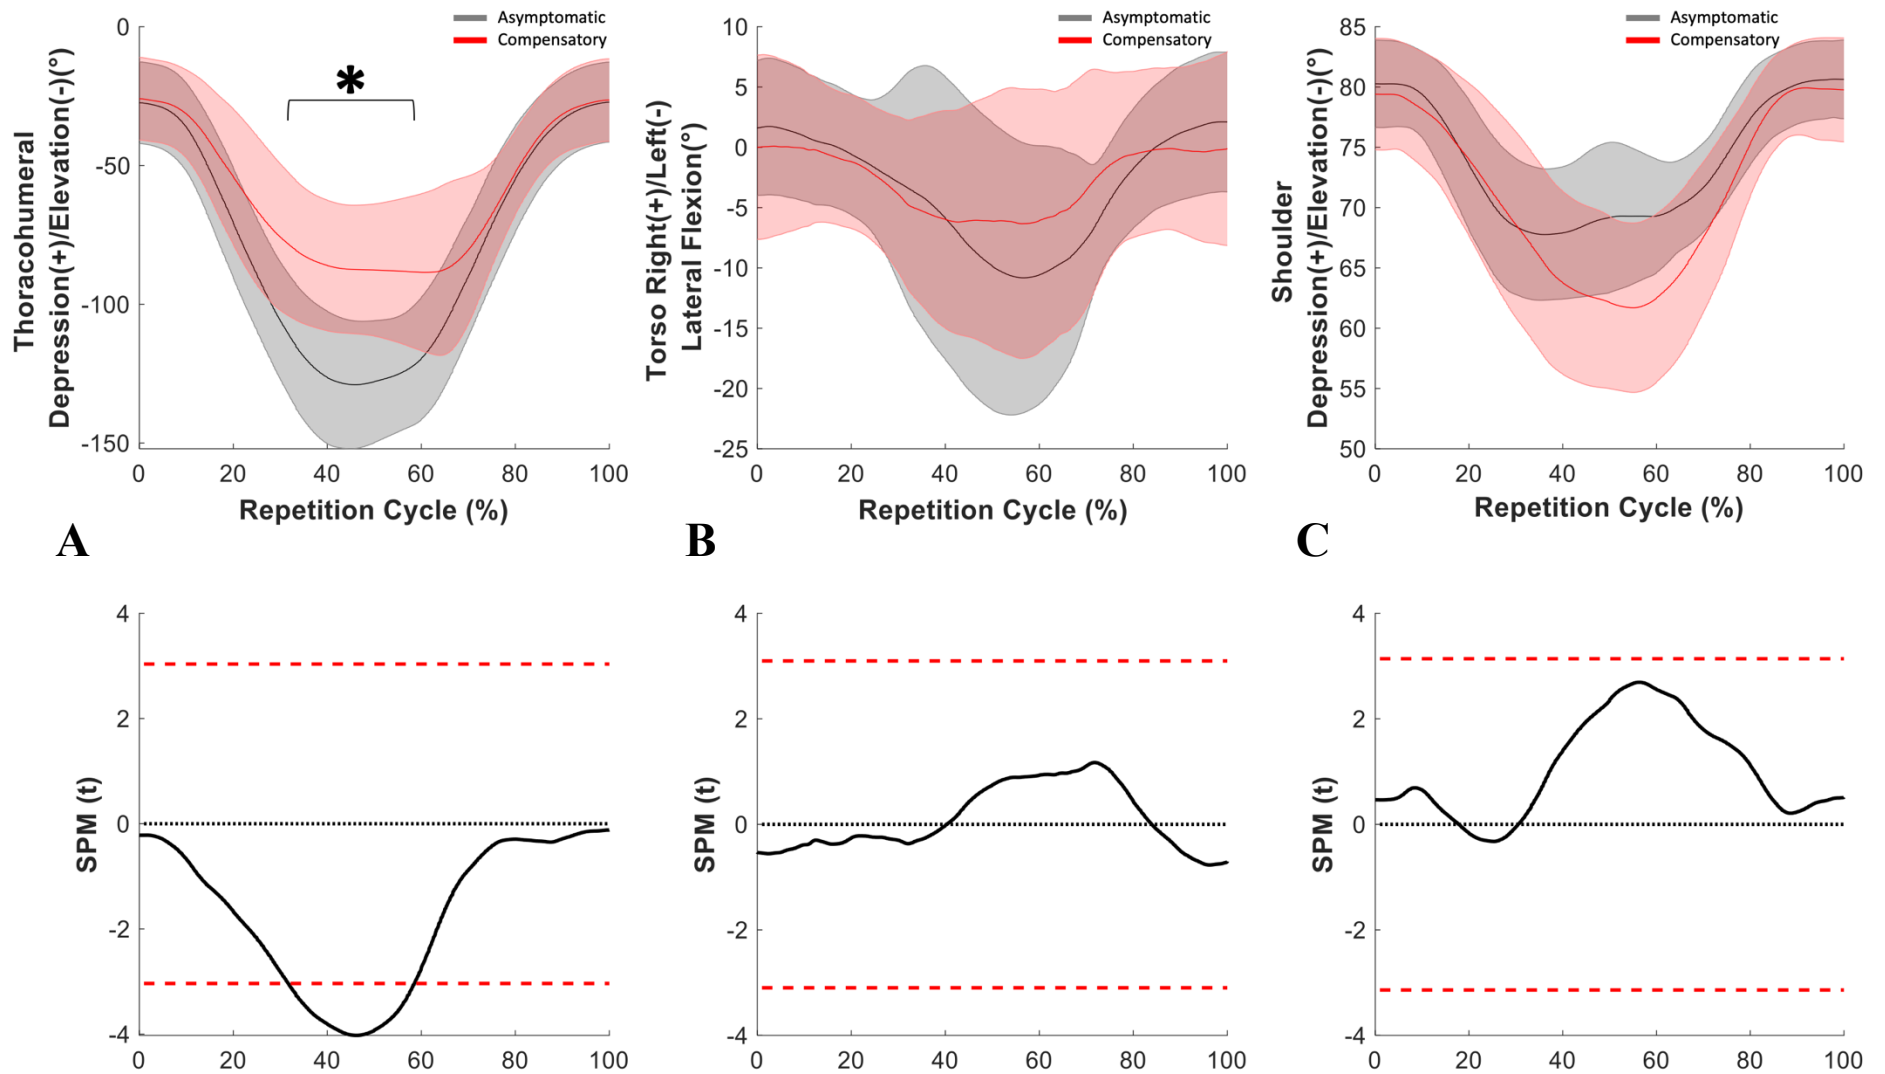 Asymptomatic
Compensatory
0
-50
-100
-150
Thoracohumeral
Depression(+)/Elevation(-)(°)
*
0 20 40 60 80 100
Repetition Cycle (%)
A
Asymptomatic
Compensatory
10
5
0
-5
-10
-15
-20
-25
Torso Right(+)/Left(-)
Lateral Flexion(°)
0 20 40 60 80 100
Repetition Cycle (%)
B
Asymptomatic
Compensatory
85
80
75
70
65
60
55
50
Shoulder
Depression(+)/Elevation(-)(°)
0 20 40 60 80 100
Repetition Cycle (%)
C
4
2
0
-2
-4
SPM (t)
0 20 40 60 80 100
4
2
0
-2
-4
SPM (t)
0 20 40 60 80 100
4
2
0
-2
-4
SPM (t)
0 20 40 60 80 100